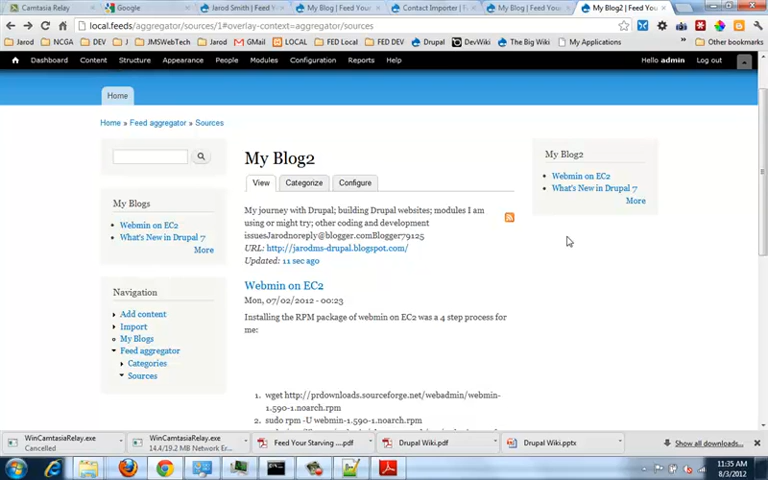 Camtasia Relay
Google
Jarod Smith | Feed Y
My Blog | Feed Your
Contact Importer | F
My Blog | Feed Your
My Blog2 | Feed You
local.feeds/aggregator/sources/1#overlay-context=aggregator/sources
Jarod
NCGA
DEV
J
JMSWebTech
Jarod
GMail
LOCAL
FED Local
FED DEV
Drupal
DevWiki
The Big Wiki
My Applications
Other bookmarks
Dashboard
Content
Structure
Appearance
People
Modules
Configuration
Reports
Help
Hello admin
Log out
Home
Home » Feed aggregator » Sources
My Blogs
Webmin on EC2
What's New in Drupal 7
More
Navigation
Add content
Import
My Blogs
Feed aggregator
Categories
Sources
My Blog2
View
Categorize
Configure
My journey with Drupal; building Drupal websites; modules I am
using or might try; other coding and development
issuesJarodnoreply@blogger.comBlogger79125
URL: http://jarodms-drupal.blogspot.com/
Updated: 11 sec ago
Webmin on EC2
Mon, 07/02/2012 - 00:23
Installing the RPM package of webmin on EC2 was a 4 step process for
me:
1. wget http://prdownloads.sourceforge.net/webadmin/webmin-
1.590-1.noarch.rpm
2. sudo rpm -U webmin-1.590-1.noarch.rpm
My Blog2
Webmin on EC2
What's New in Drupal 7
More
WinCamtasiaRelay.exe
Cancelled
WinCamtasiaRelay.exe
14.4/19.2 MB Network Er...
Feed Your Starving ....pdf
Drupal Wiki.pdf
Drupal Wiki.pptx
Show all downloads...
11:35 AM
8/3/2012